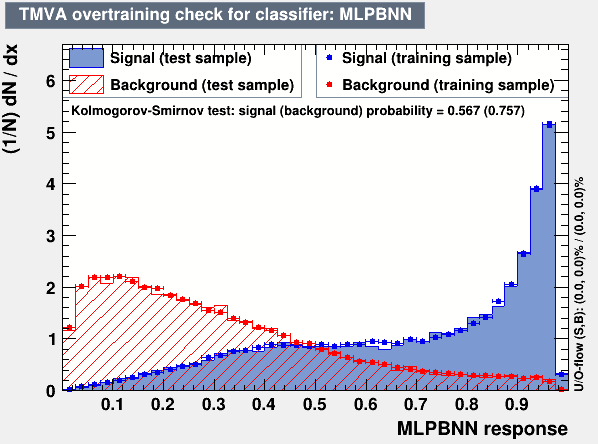 TMVA overtraining check for classifier: MLPBNN
(1/N) dN / dx
Signal (test sample)
Background (test sample)
Signal (training sample)
Background (training sample)
Kolmogorov-Smirnov test: signal (background) probability = 0.567 (0.757)
6
5
4
3
2
1
0
0.1 0.2 0.3 0.4 0.5 0.6 0.7 0.8 0.9
MLPBNN response
U/O-flow (S,B): (0.0, 0.0)% / (0.0, 0.0)%